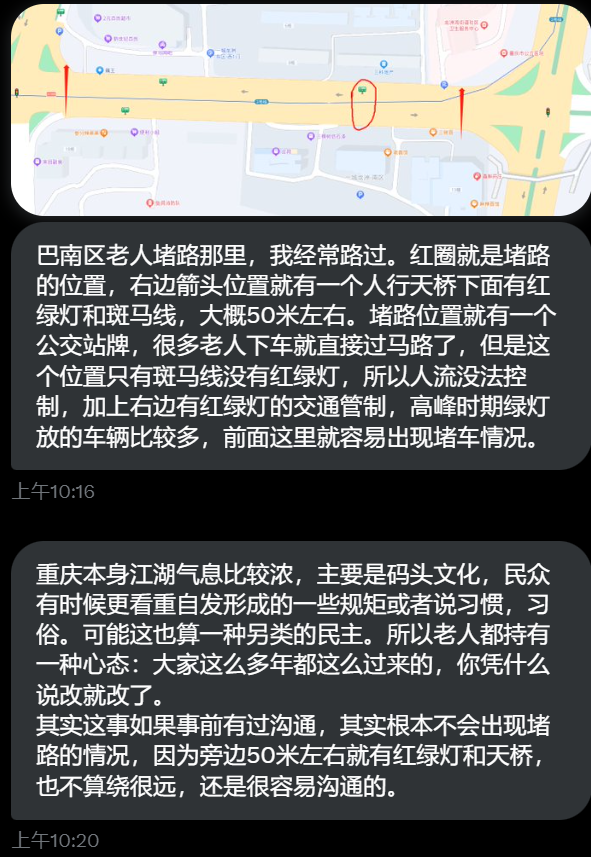 巴南区老人堵路那里，我经常路过。红圈就是堵路
的位置，右边箭头位置就有一个人行天桥下面有红
绿灯和斑马线，大概50米左右。堵路位置就有一个
公交站牌，很多老人下车就直接过马路了，但是这
个位置只有斑马线没有红绿灯，所以人流没法控
制，加上右边有红绿灯的交通管制，高峰时期绿灯
放的车辆比较多，前面这里就容易出现堵车情况。
上午10:16
重庆本身江湖气息比较浓，主要是码头文化，民众
有时候更看重自发形成的一些规矩或者说习惯，习
俗。可能这也算一种另类的民主。所以老人都持有
一种心态：大家这么多年都这么过来的，你凭什么
说改就改了。
其实这事如果事前有过沟通，其实根本不会出现堵
路的情况，因为旁边50米左右就有红绿灯和天桥，
也不算绕很远，还是很容易沟通的。
上午10:20